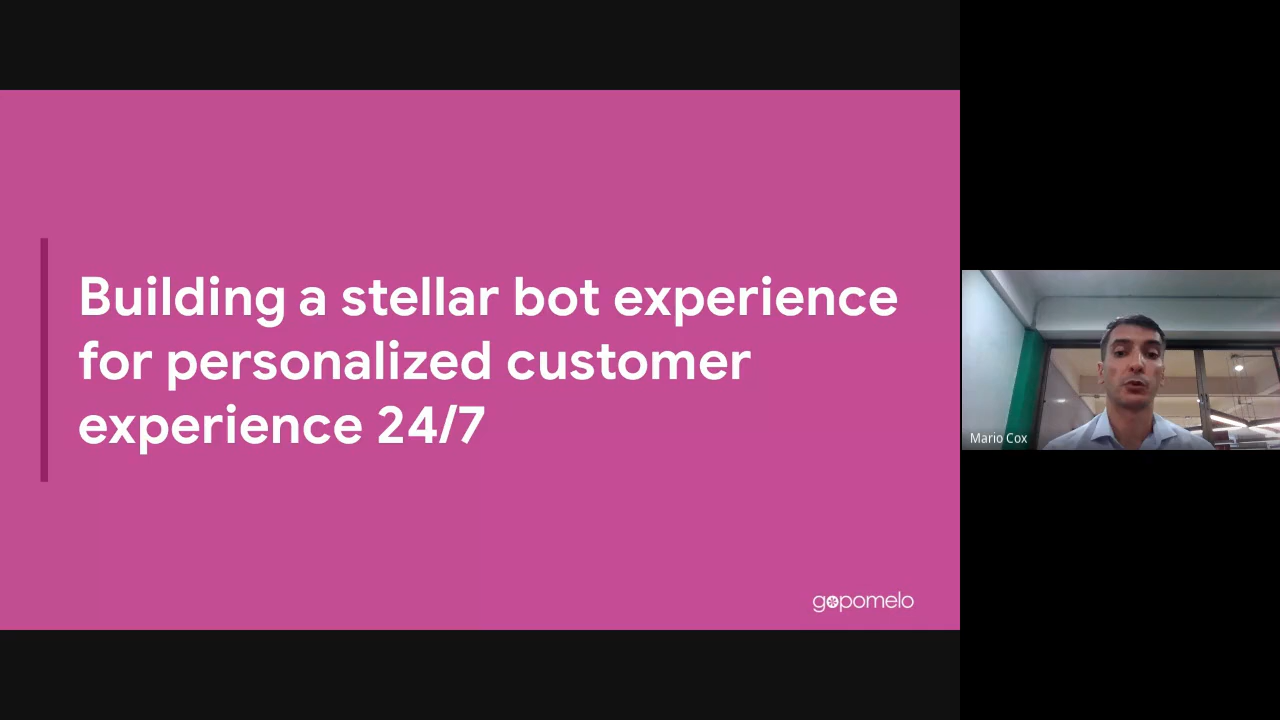 Building a stellar bot experience
for personalized customer
experience 24/7
gopomelo
Mario Cox